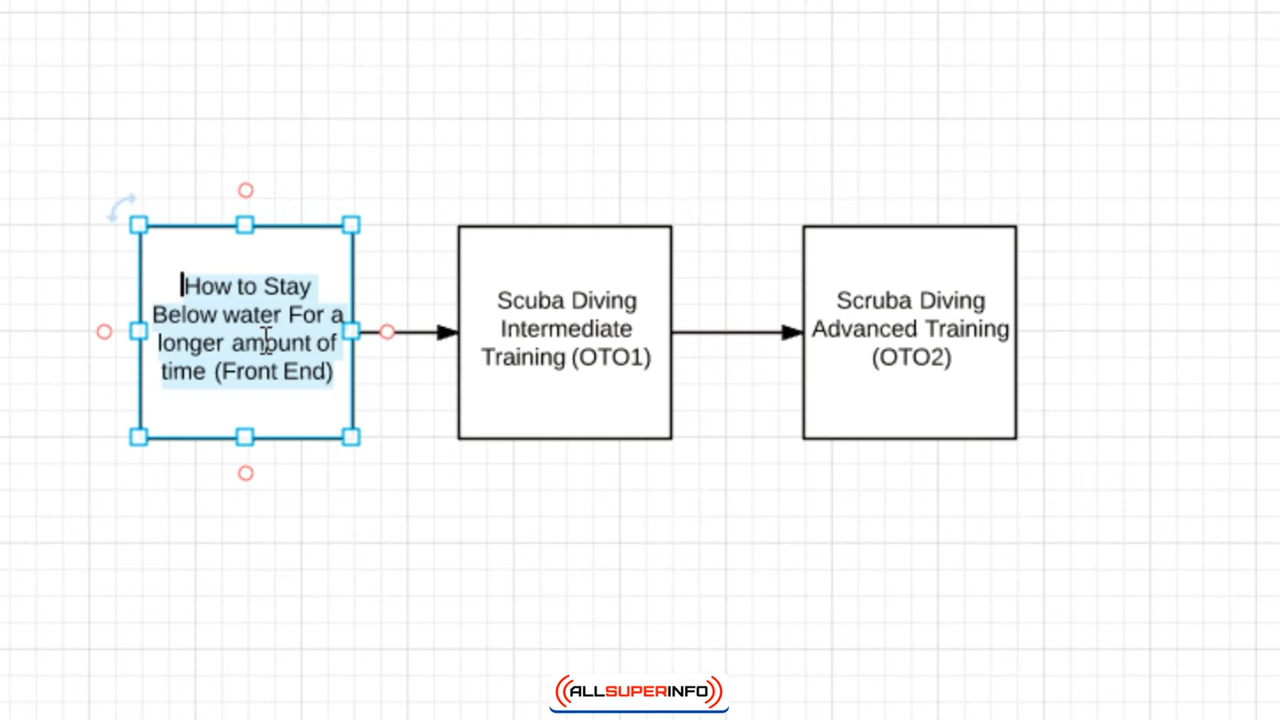 How to Stay
Below water For a
longer amount of
time (Front End)
Scuba Diving
Intermediate
Training (OTO1)
Scruba Diving
Advanced Training
(OTO2)
ALLSUPERINFO